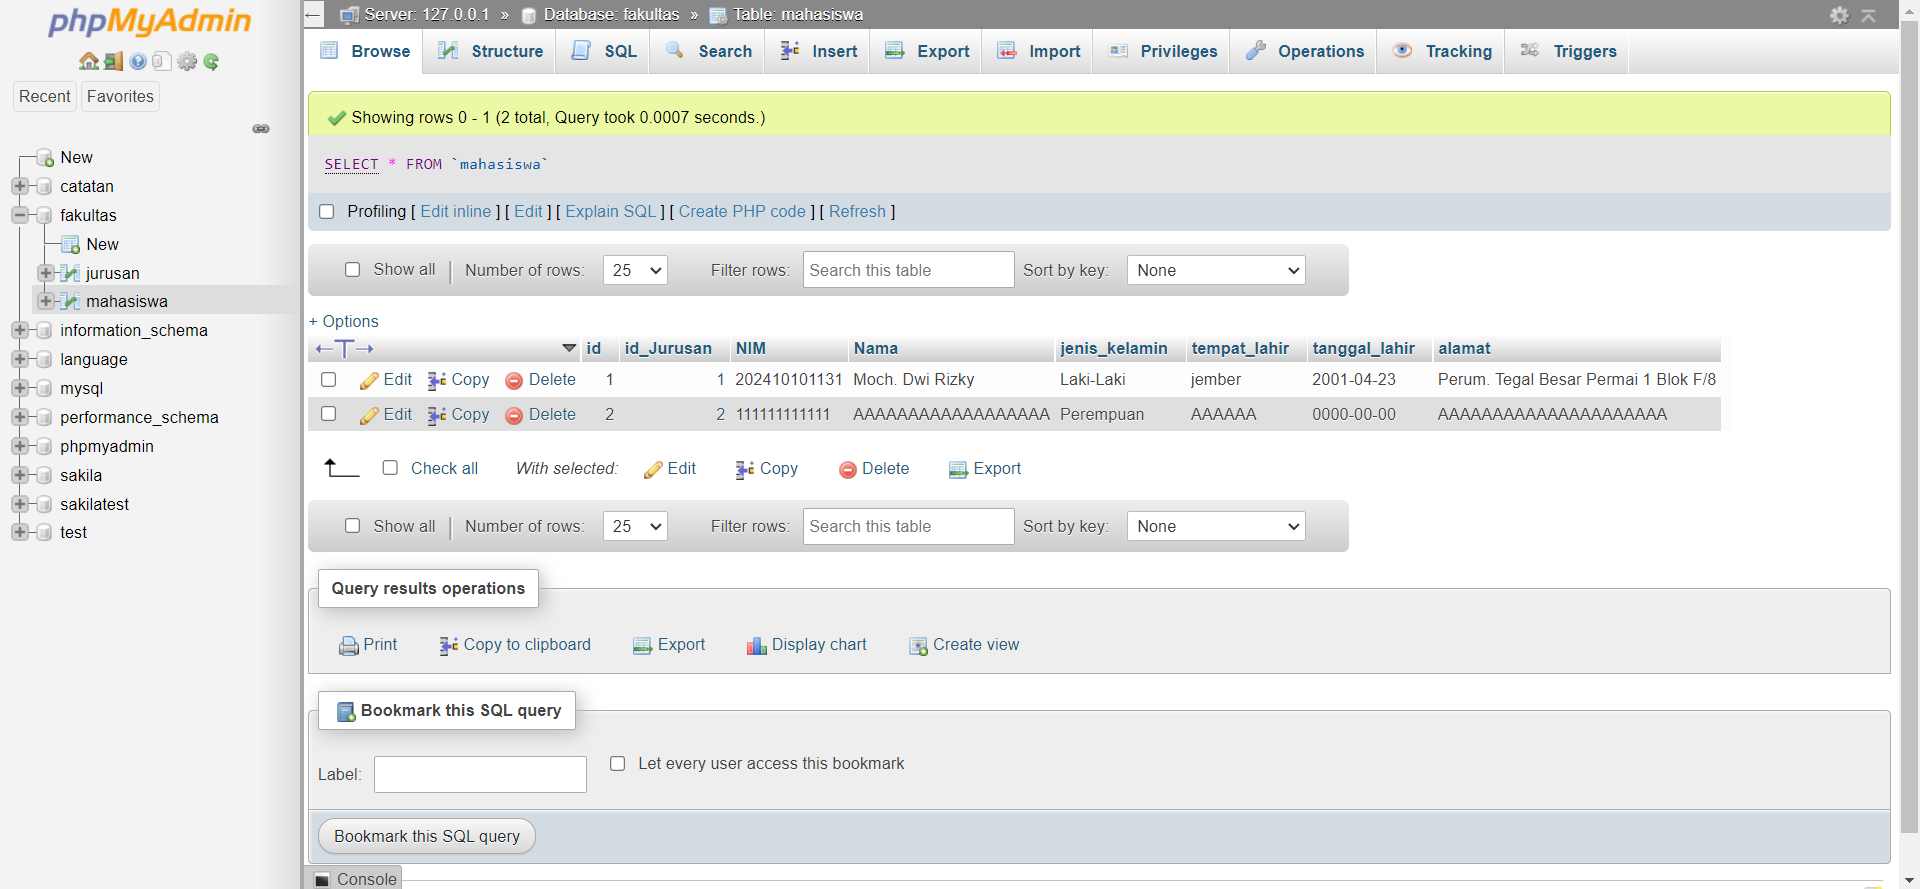 phpMyAdmin
Recent Favorites
New
catatan
fakultas
New
jurusan
mahasiswa
information_schema
language
mysql
performance_schema
phpmyadmin
sakila
sakilatest
test
Server: 127.0.0.1 » Database: fakultas » Table: mahasiswa
Browse Structure SQL Search Insert Export Import Privileges Operations Tracking Triggers
Showing rows 0 - 1 (2 total, Query took 0.0007 seconds.)
SELECT * FROM `mahasiswa`
Profiling [ Edit inline ] [ Edit ] [ Explain SQL ] [ Create PHP code ] [ Refresh ]
Show all Number of rows: 25 Filter rows: Search this table Sort by key: None
+ Options
←T→ id id_Jurusan NIM Nama jenis_kelamin tempat_lahir tanggal_lahir alamat
Edit Copy Delete 1 1 202410101131 Moch. Dwi Rizky Laki-Laki jember 2001-04-23 Perum. Tegal Besar Permai 1 Blok F/8
Edit Copy Delete 2 2 111111111111 AAAAAAAAAAAAAAAAAA Perempuan AAAAAA 0000-00-00 AAAAAAAAAAAAAAAAAAAAA
Check all With selected: Edit Copy Delete Export
Show all Number of rows: 25 Filter rows: Search this table Sort by key: None
Query results operations
Print Copy to clipboard Export Display chart Create view
Bookmark this SQL query
Label: Let every user access this bookmark
Bookmark this SQL query
Console